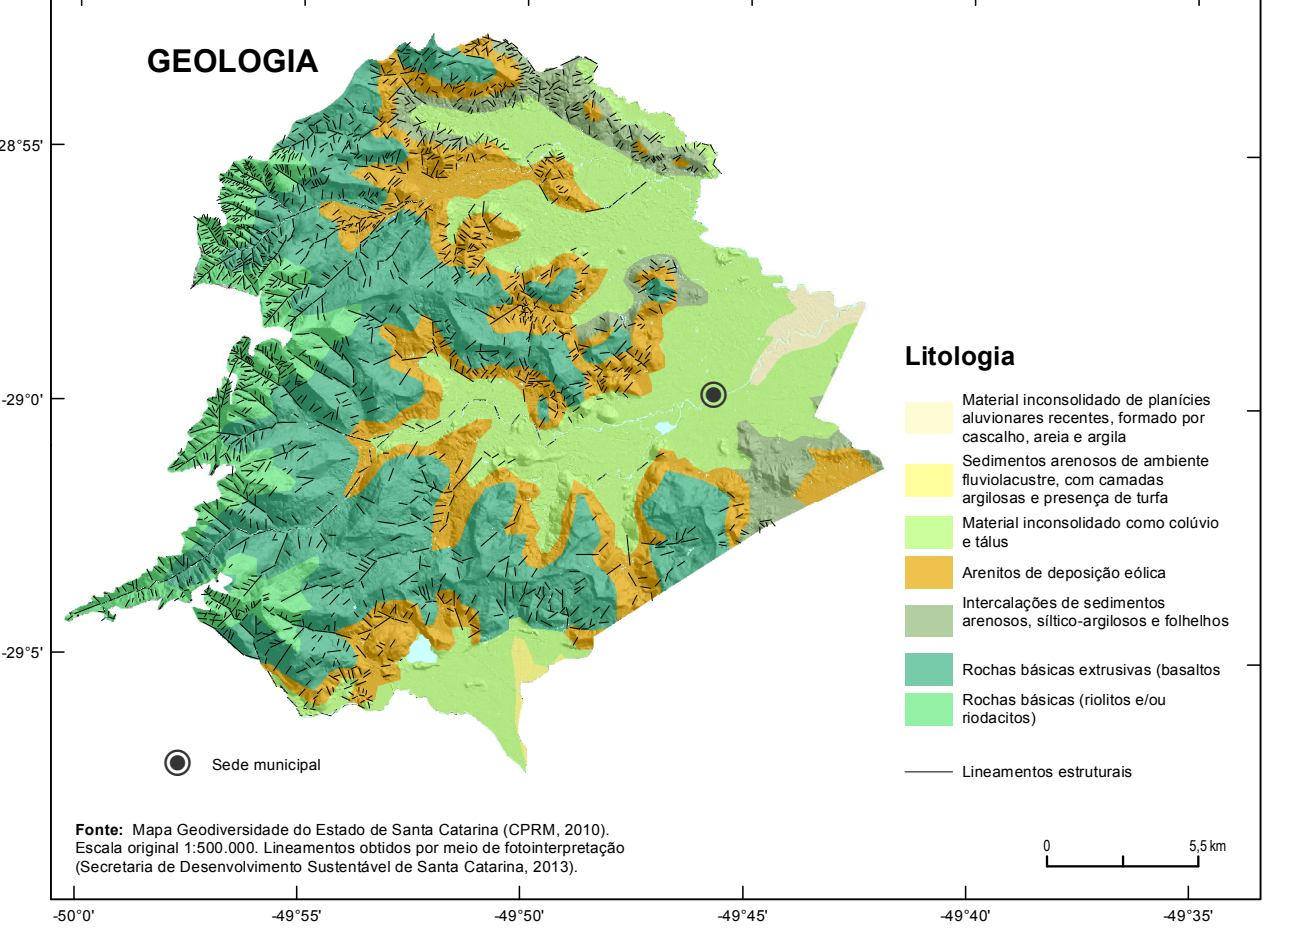 GEOLOGIA
28°55'
-29°0'
-29°5'
Litologia
Material inconsolidado de planícies
aluvionares recentes, formado por
cascalho, areia e argila
Sedimentos arenosos de ambiente
fluviolacustre, com camadas
argilosas e presença de turfa
Material inconsolidado como colúvio
e tálus
Arenitos de deposição eólica
Intercalações de sedimentos
arenosos, síltico-argilosos e folhelhos
Rochas básicas extrusivas (basaltos
Rochas básicas (riolitos e/ou
riodacitos)
Lineamentos estruturais
Sede municipal
Fonte: Mapa Geodiversidade do Estado de Santa Catarina (CPRM, 2010).
Escala original 1:500.000. Lineamentos obtidos por meio de fotointerpretação
(Secretaria de Desenvolvimento Sustentável de Santa Catarina, 2013).
0 5,5 km
-50°0' -49°55' -49°50' -49°45' -49°40' -49°35'